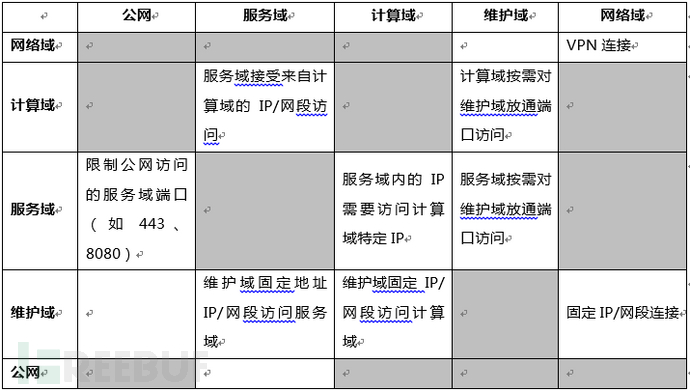 公网 服务域 计算域 维护域 网络域
网络域 VPN 连接
计算域
服务域接受来自计
算域的 IP/网段访
问
计算域按需对
维护域放通端
口访问
服务域
限制公网访问
的服务域端口
(如 443、
8080)
服务域内的 IP
需要访问计算
域特定 IP
服务域按需对
维护域放通端
口访问
维护域
维护域固定地址
IP/网段访问服务
域
维护域固定 IP/
网段访问计算
域
固定 IP/网段连接
公网
REEBUF